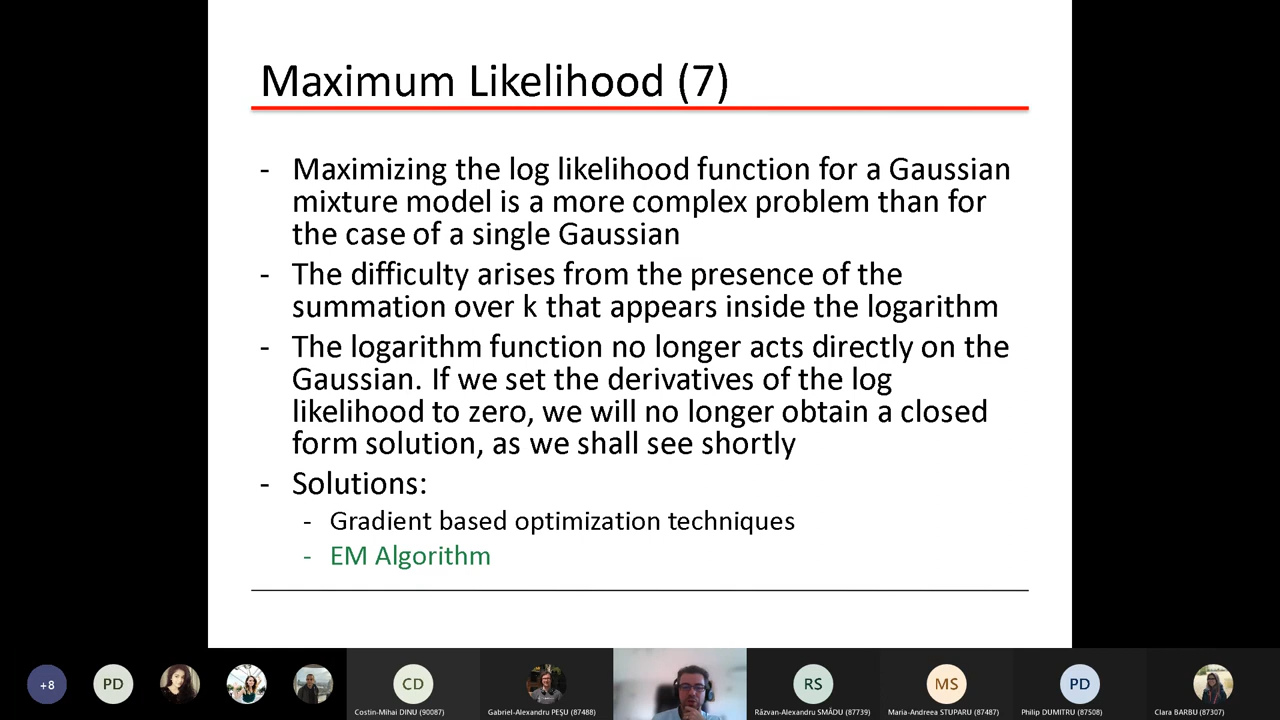 Maximum Likelihood (7)
- Maximizing the log likelihood function for a Gaussian
mixture model is a more complex problem than for
the case of a single Gaussian
- The difficulty arises from the presence of the
summation over k that appears inside the logarithm
- The logarithm function no longer acts directly on the
Gaussian. If we set the derivatives of the log
likelihood to zero, we will no longer obtain a closed
form solution, as we shall see shortly
- Solutions:
- Gradient based optimization techniques
- EM Algorithm
+8
PD
CD
RS
MS
PD
Costin-Mihai DINU (90087)
Gabriel-Alexandru PEȘU (87488)
Răzvan-Alexandru SMĂDU (87739)
Maria-Andreea STUPARU (87487)
Philip DUMITRU (87508)
Clara BARBU (87307)